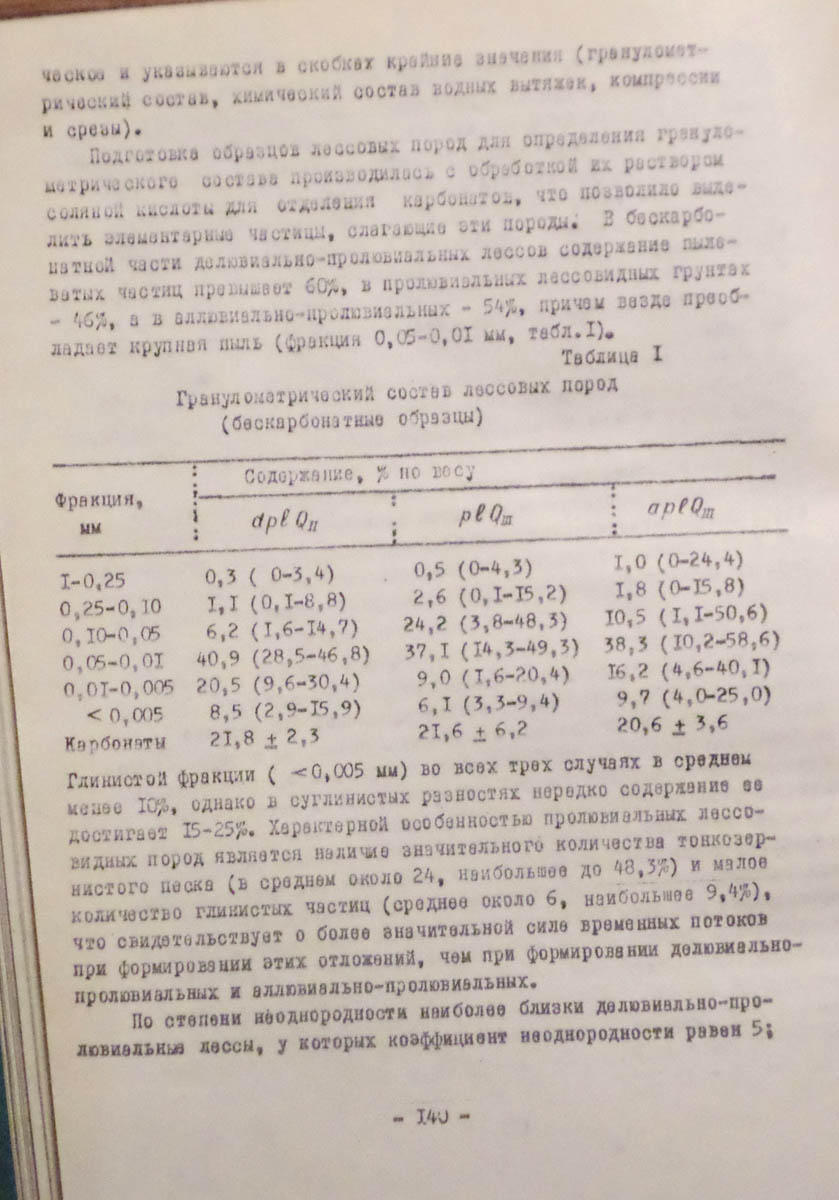 ческое и указываются в скобках крайние значения (грануломет-
рический состав, химический состав водных вытяжек, компрессии
и срезы).
Подготовка образцов лессовых пород для определения грануло-
метрического состава производилась с обработкой их раствором
соляной кислоты для отделения карбонатов, что позволило выде-
лить элементарные частицы, слагающие эти породы. В бескарбо-
натной части делювиально-пролювиальных лессов содержание пыле-
ватых частиц превышает 60%, в пролювиальных лессовидных грунтах
- 46%, а в аллювиально-пролювиальных - 54%, причем везде преоб-
ладает крупная пыль (фракция 0,05-0,0I мм, табл.I).
Таблица I
Гранулометрический состав лессовых пород
(бескарбонатные образцы)
Фракция, мм : Содержание, % по весу
dpℓ Q_II : pℓ Q_III : apℓ Q_III
I-0,25 0,3 ( 0-3,4) 0,5 (0-4,3) I,0 (0-24,4)
0,25-0,I0 I,I (0,I-8,8) 2,6 (0,I-I5,2) I,8 (0-I5,8)
0,I0-0,05 6,2 (I,6-I4,7) 24,2 (3,8-48,3) I0,5 (I,I-50,6)
0,05-0,0I 40,9 (28,5-46,8) 37,I (I4,3-49,3) 38,3 (I0,2-58,6)
0,0I-0,005 20,5 (9,6-30,4) 9,0 (I,6-20,4) I6,2 (4,6-40,I)
< 0,005 8,5 (2,9-I5,9) 6,I (3,3-9,4) 9,7 (4,0-25,0)
Карбонаты 2I,8 ± 2,3 2I,6 ± 6,2 20,6 ± 3,6
Глинистой фракции ( <0,005 мм) во всех трех случаях в среднем
менее I0%, однако в суглинистых разностях нередко содержание ее
достигает I5-25%. Характерной особенностью пролювиальных лессо-
видных пород является наличие значительного количества тонкозер-
нистого песка (в среднем около 24, наибольшее до 48,3%) и малое
количество глинистых частиц (среднее около 6, наибольшее 9,4%),
что свидетельствует о более значительной силе временных потоков
при формировании этих отложений, чем при формировании делювиально-
пролювиальных и аллювиально-пролювиальных.
По степени неоднородности наиболее близки делювиально-про-
лювиальные лессы, у которых коэффициент неоднородности равен 5;
- I40 -